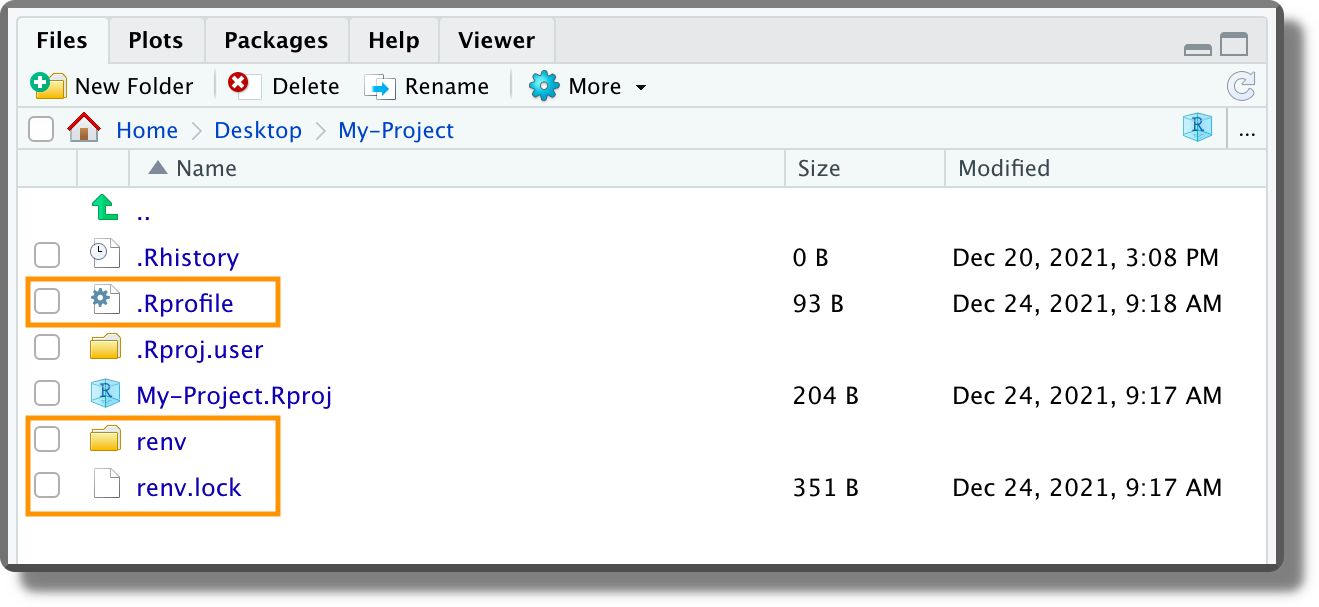 Files Plots Packages Help Viewer
New Folder Delete Rename More
Home Desktop My-Project R ...
Name Size Modified
..
.Rhistory 0 B Dec 20, 2021, 3:08 PM
.Rprofile 93 B Dec 24, 2021, 9:18 AM
.Rproj.user
R My-Project.Rproj 204 B Dec 24, 2021, 9:17 AM
renv
renv.lock 351 B Dec 24, 2021, 9:17 AM